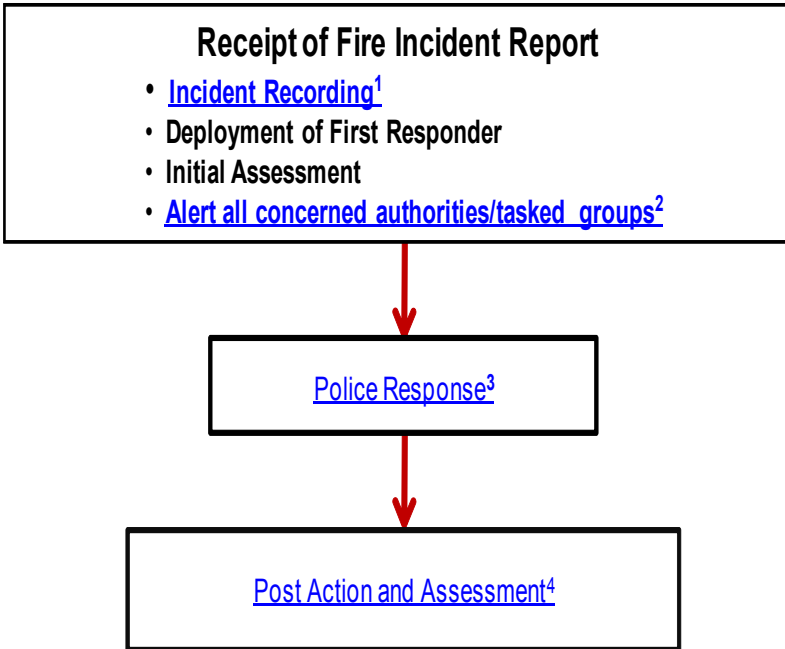 Receipt of Fire Incident Report
• Incident Recording¹
• Deployment of First Responder
• Initial Assessment
• Alert all concerned authorities/tasked groups²
Police Response³
Post Action and Assessment⁴